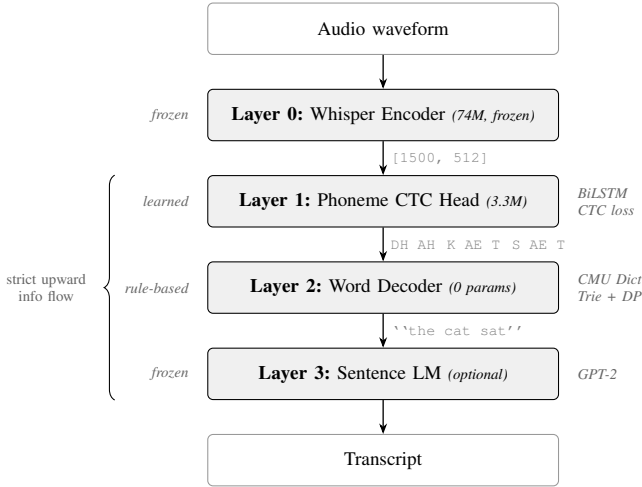 Audio waveform
frozen
Layer 0: Whisper Encoder (74M, frozen)
[1500, 512]
learned
Layer 1: Phoneme CTC Head (3.3M)
BiLSTM
CTC loss
DH AH K AE T S AE T
strict upward
info flow
rule-based
Layer 2: Word Decoder (0 params)
CMU Dict
Trie + DP
‘‘the cat sat’’
frozen
Layer 3: Sentence LM (optional)
GPT-2
Transcript